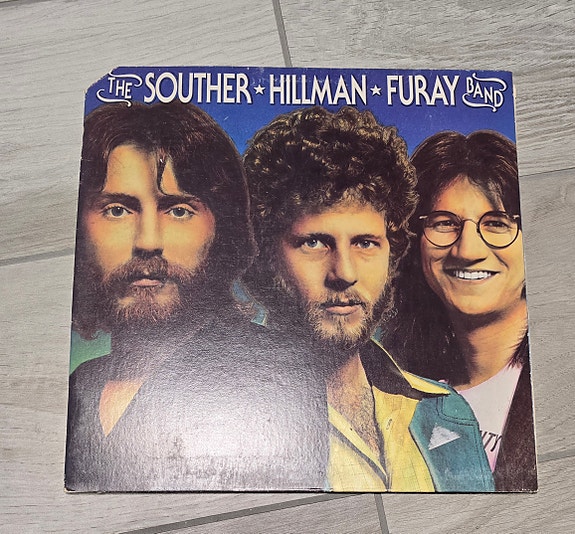 THE SOUTHER ★ HILLMAN ★ FURAY BAND